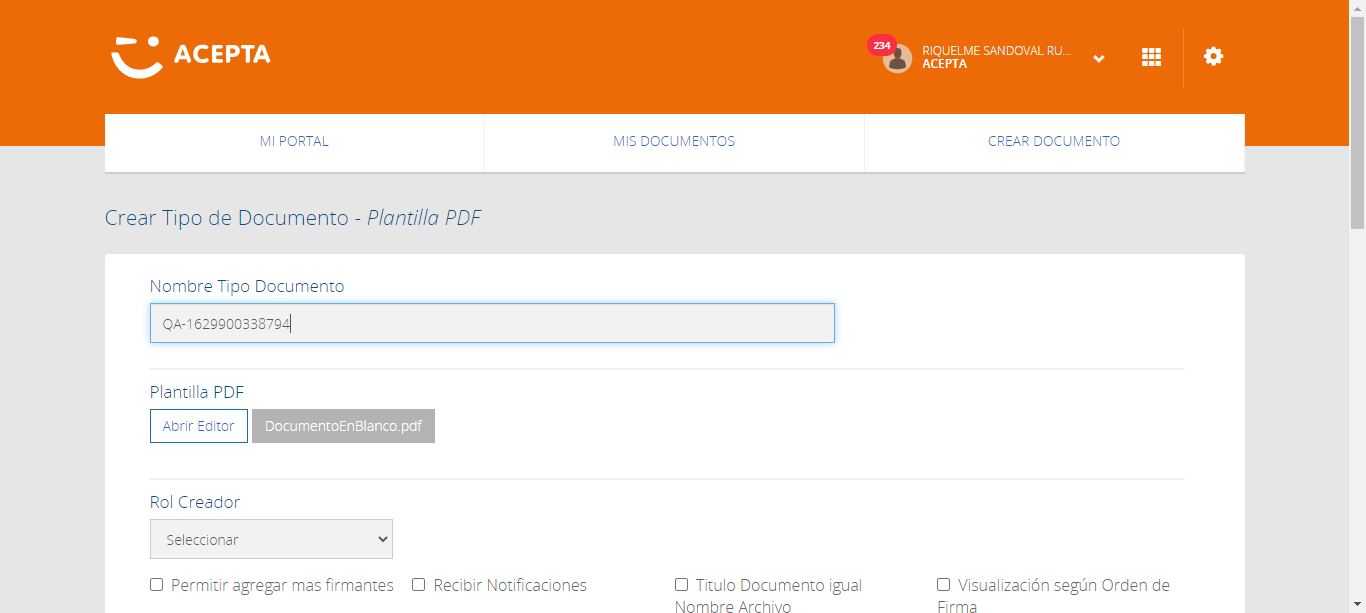 ACEPTA
234
RIQUELME SANDOVAL RU...
ACEPTA
MI PORTAL
MIS DOCUMENTOS
CREAR DOCUMENTO
Crear Tipo de Documento - Plantilla PDF
Nombre Tipo Documento
QA-1629900338794
Plantilla PDF
Abrir Editor
DocumentoEnBlanco.pdf
Rol Creador
Seleccionar
Permitir agregar mas firmantes
Recibir Notificaciones
Titulo Documento igual
Nombre Archivo
Visualización según Orden de
Firma